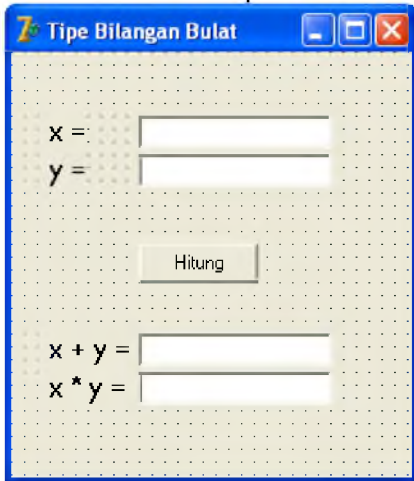 Tipe Bilangan Bulat
x =
y =
Hitung
x + y =
x * y =